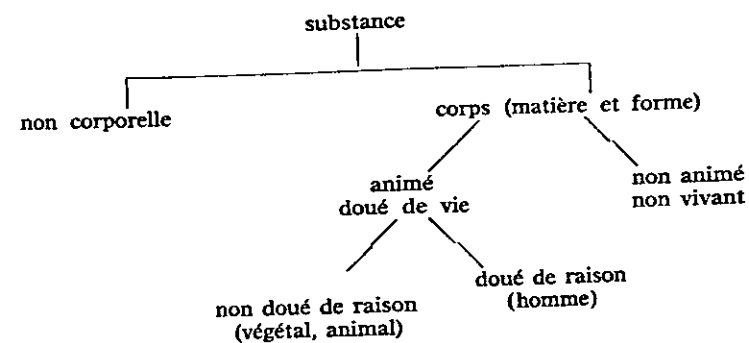 substance
non corporelle
corps (matière et forme)
animé
doué de vie
non animé
non vivant
non doué de raison
(végétal, animal)
doué de raison
(homme)